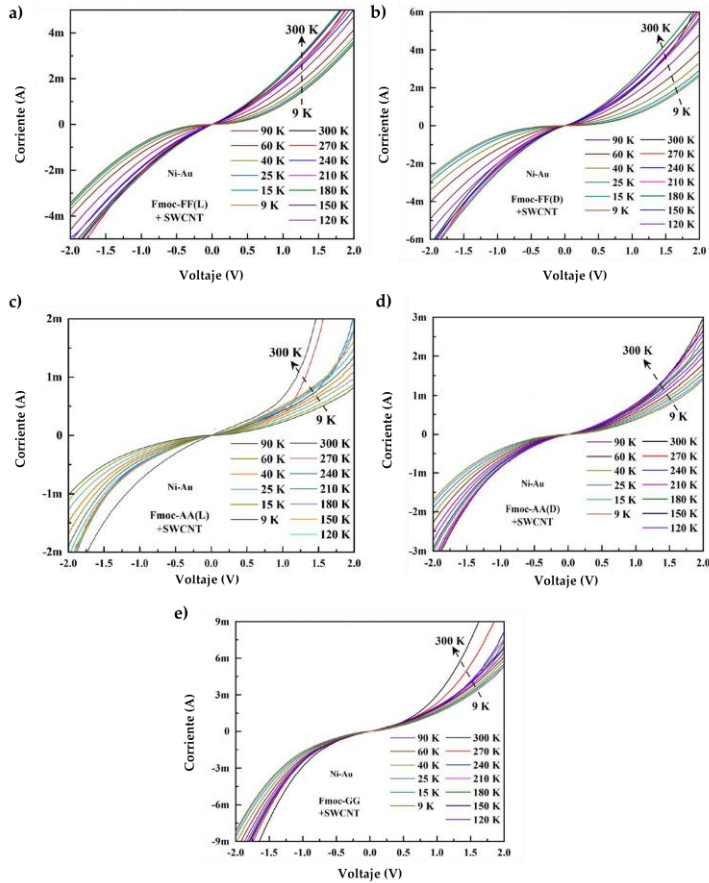 a)
Corriente (A)
4m
2m
0
-2m
-4m
300 K
9 K
90 K 300 K
60 K 270 K
40 K 240 K
25 K 210 K
15 K 180 K
9 K 150 K
120 K
Ni-Au
Fmoc-FF(L)
+ SWCNT
-2.0 -1.5 -1.0 -0.5 0.0 0.5 1.0 1.5 2.0
Voltaje (V)
b)
Corriente (A)
6m
4m
2m
0
-2m
-4m
-6m
300 K
9 K
90 K 300 K
60 K 270 K
40 K 240 K
25 K 210 K
15 K 180 K
9 K 150 K
120 K
Ni-Au
Fmoc-FF(D)
+ SWCNT
-2.0 -1.5 -1.0 -0.5 0.0 0.5 1.0 1.5 2.0
Voltaje (V)
c)
Corriente (A)
2m
1m
0
-1m
-2m
300 K
9 K
90 K 300 K
60 K 270 K
40 K 240 K
25 K 210 K
15 K 180 K
9 K 150 K
120 K
Ni-Au
Fmoc-AA(L)
+SWCNT
-2.0 -1.5 -1.0 -0.5 0.0 0.5 1.0 1.5 2.0
Voltaje (V)
d)
Corriente (A)
3m
2m
1m
0
-1m
-2m
-3m
300 K
9 K
90 K 300 K
60 K 270 K
40 K 240 K
25 K 210 K
15 K 180 K
9 K 150 K
120 K
Ni-Au
Fmoc-AA(D)
+SWCNT
-2.0 -1.5 -1.0 -0.5 0.0 0.5 1.0 1.5 2.0
Voltaje (V)
e)
Corriente (A)
9m
6m
3m
0
-3m
-6m
-9m
300 K
9 K
90 K 300 K
60 K 270 K
40 K 240 K
25 K 210 K
15 K 180 K
9 K 150 K
120 K
Ni-Au
Fmoc-GG
+SWCNT
-2.0 -1.5 -1.0 -0.5 0.0 0.5 1.0 1.5 2.0
Voltaje (V)